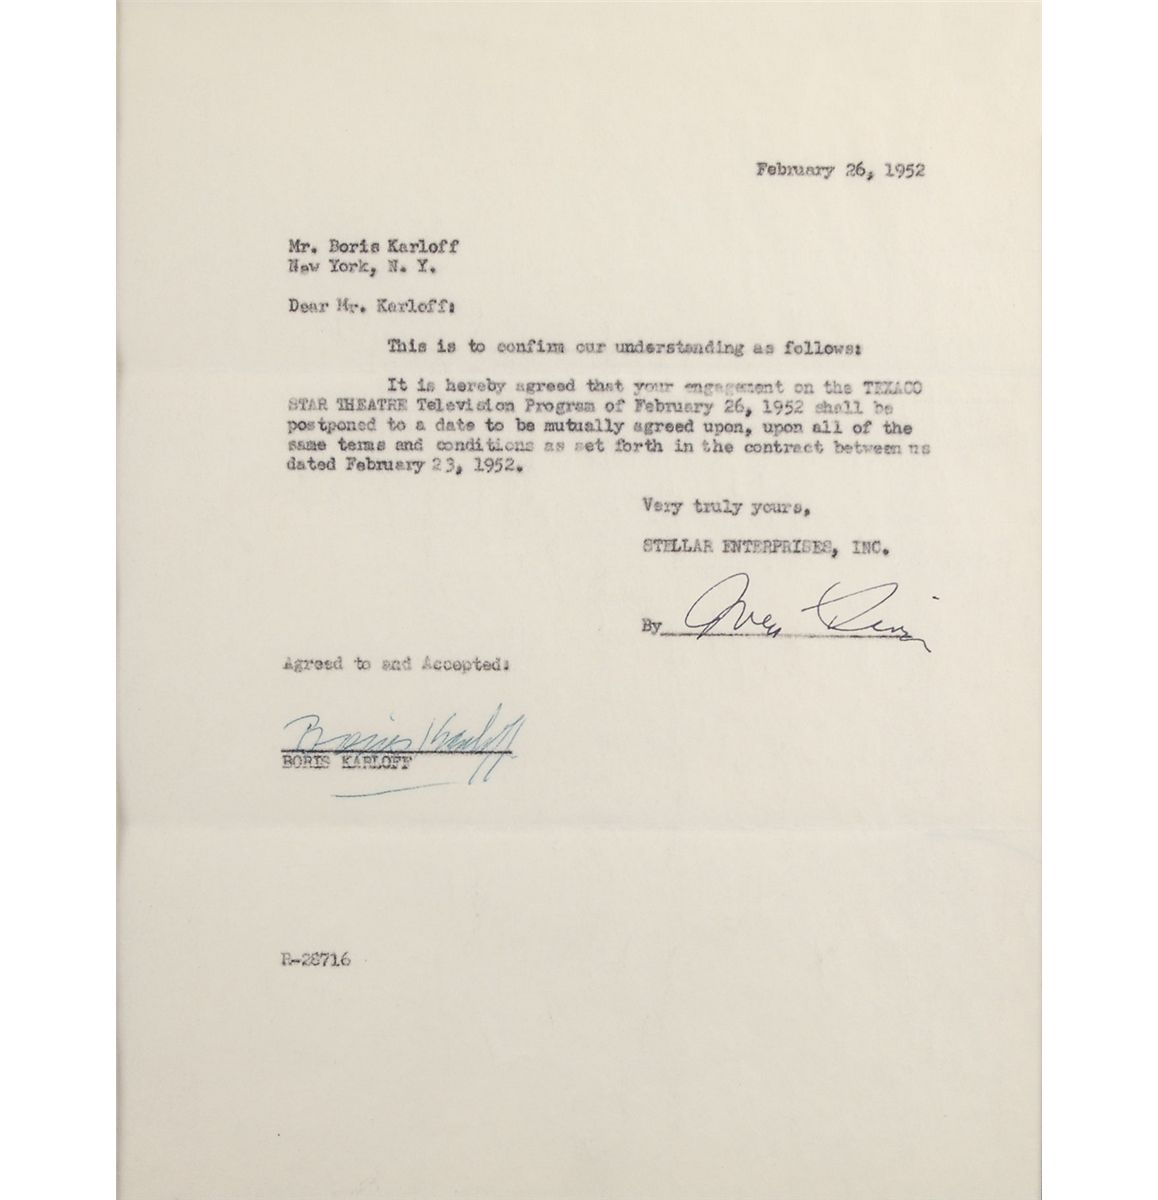 February 26, 1952
Mr. Boris Karloff
New York, N. Y.
Dear Mr. Karloff:
This is to confirm our understanding as follows:
It is hereby agreed that your engagement on the TEXACO
STAR THEATRE Television Program of February 26, 1952 shall be
postponed to a date to be mutually agreed upon, upon all of the
same terms and conditions as set forth in the contract between us
dated February 23, 1952.
Very truly yours,
STELLAR ENTERPRISES, INC.
By
Agreed to and Accepted:
Boris Karloff
BORIS KARLOFF
R-28716